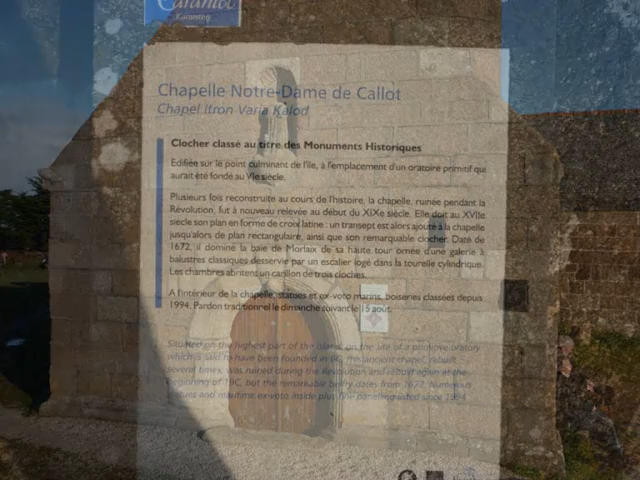 Carantec
Karanteg
Chapelle Notre-Dame de Callot
Chapel Itron Varia Kalod
Clocher classé au titre des Monuments Historiques
Edifiée sur le point culminant de l'île, à l'emplacement d'un oratoire primitif qui
aurait été fondé au VIe siècle.
Plusieurs fois reconstruite au cours de l'histoire, la chapelle, ruinée pendant la
Révolution, fut à nouveau relevée au début du XIXe siècle. Elle doit au XVIIe
siècle son plan en forme de croix latine : un transept est alors ajouté à la chapelle
jusqu'alors de plan rectangulaire, ainsi que son remarquable clocher. Daté de
1672, il domine la baie de Morlaix de sa haute tour ornée d'une galerie à
balustres classiques desservie par un escalier logé dans la tourelle cylindrique.
Les chambres abritent un carillon de trois cloches.
A l'intérieur de la chapelle, statues et ex-voto marins, boiseries classées depuis
1994. Pardon traditionnel le dimanche suivant le 15 août.
Situated on the highest part of the island, on the site of a primitive oratory
which is said to have been founded in 6C, this ancient chapel, rebuilt
several times, was ruined during the Revolution and rebuilt again at the
beginning of 19C, but the remarkable belfry dates from 1672. Numerous
statues and maritime ex-voto inside plus fine panelling listed since 1994